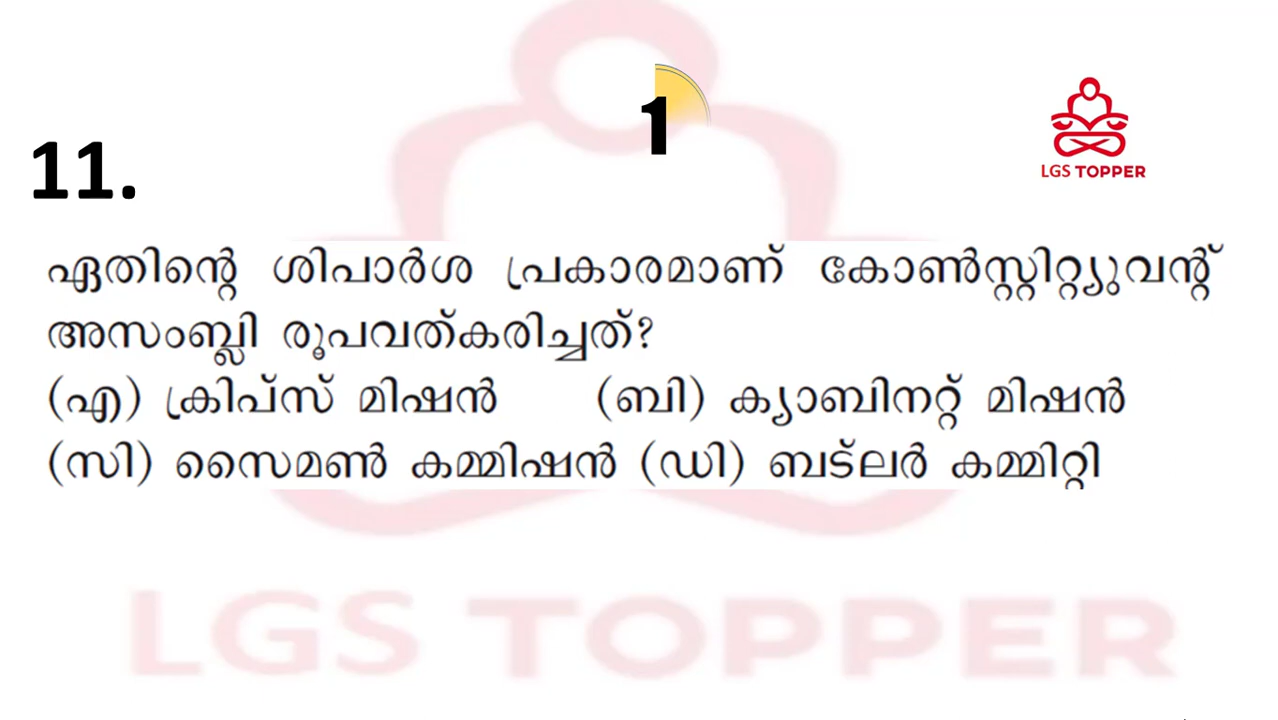 1
LGS TOPPER
11.
ഏതിന്റെ ശിപാർശ പ്രകാരമാണ് കോൺസ്റ്റിറ്റ്യുവന്റ്
അസംബ്ലി രൂപവത്കരിച്ചത്?
(എ) ക്രിപ്സ് മിഷൻ (ബി) ക്യാബിനറ്റ് മിഷൻ
(സി) സൈമൺ കമ്മിഷൻ (ഡി) ബട്ലർ കമ്മിറ്റി
LGS TOPPER